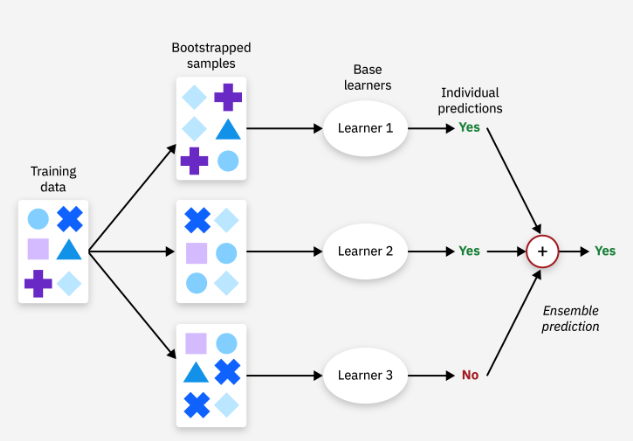 Bootstrapped
samples
Base
learners
Individual
predictions
Learner 1
Yes
Training
data
Learner 2
Yes
+
Yes
Ensemble
prediction
Learner 3
No